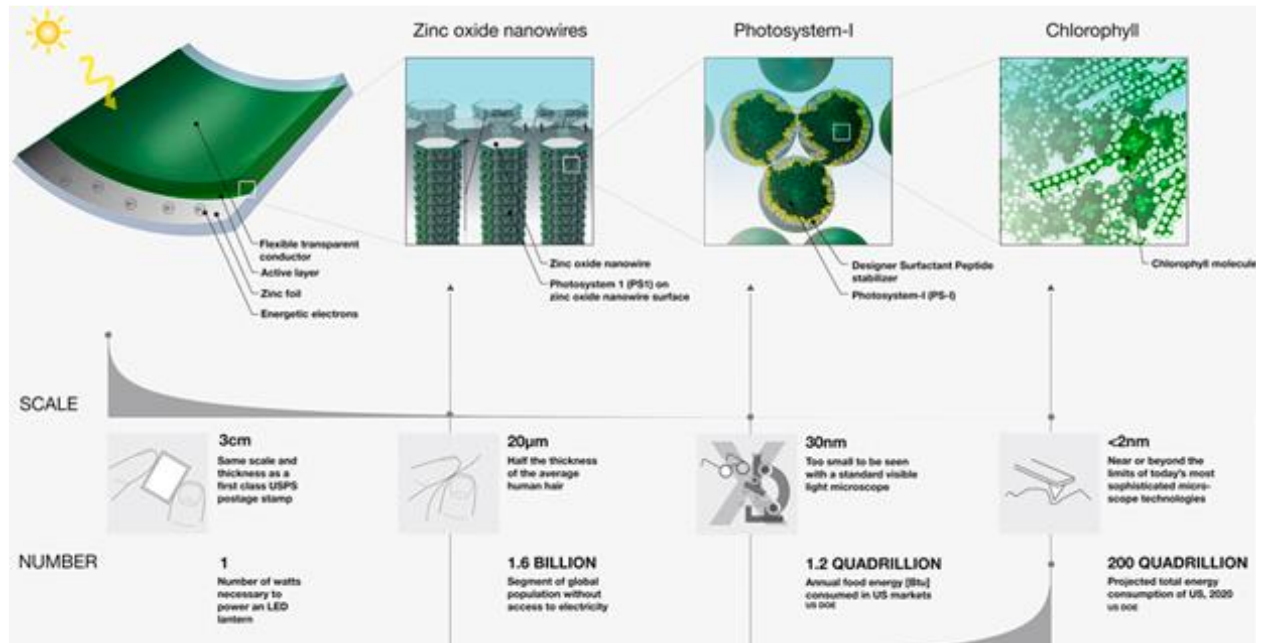 Zinc oxide nanowires
Photosystem-I
Chlorophyll
Flexible transparent
conductor
Active layer
Zinc foil
Energetic electrons
Zinc oxide nanowire
Photosystem 1 (PS1) on
zinc oxide nanowire surface
Designer Surfactant Peptide
stabilizer
Photosystem-I (PS-I)
Chlorophyll molecule
SCALE
3cm
Same scale and
thickness as a
first class USPS
postage stamp
20µm
Half the thickness
of the average
human hair
30nm
Too small to be seen
with a standard visible
light microscope
<2nm
Near or beyond the
limits of today's most
sophisticated micro-
scope technologies
NUMBER
1
Number of watts
necessary to
power an LED
lantern
1.6 BILLION
Segment of global
population without
access to electricity
1.2 QUADRILLION
Annual food energy [Btu]
consumed in US markets
US DOE
200 QUADRILLION
Projected total energy
consumption of US, 2020
US DOE